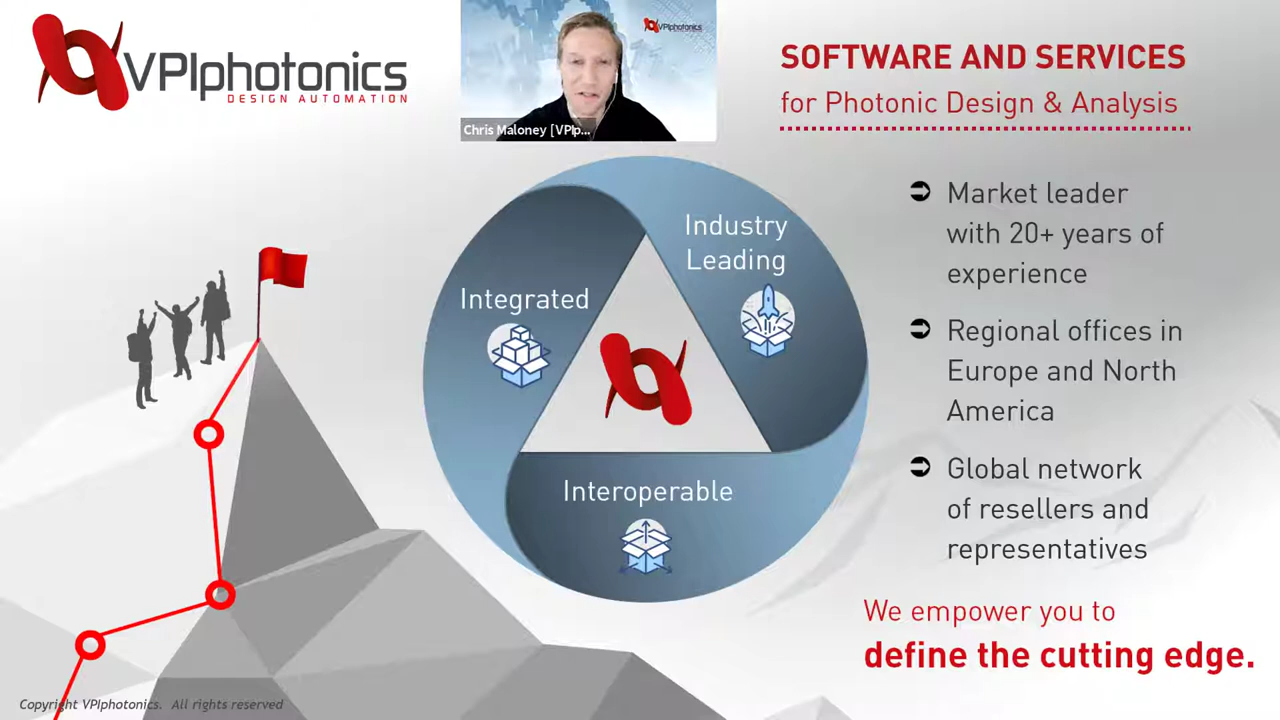 VPIphotonics
DESIGN AUTOMATION
VPIphotonics
Chris Maloney [VPIp...
SOFTWARE AND SERVICES
for Photonic Design & Analysis
Integrated
Industry
Leading
Interoperable
➲ Market leader
with 20+ years of
experience
➲ Regional offices in
Europe and North
America
➲ Global network
of resellers and
representatives
We empower you to
define the cutting edge.
Copyright VPIphotonics. All rights reserved